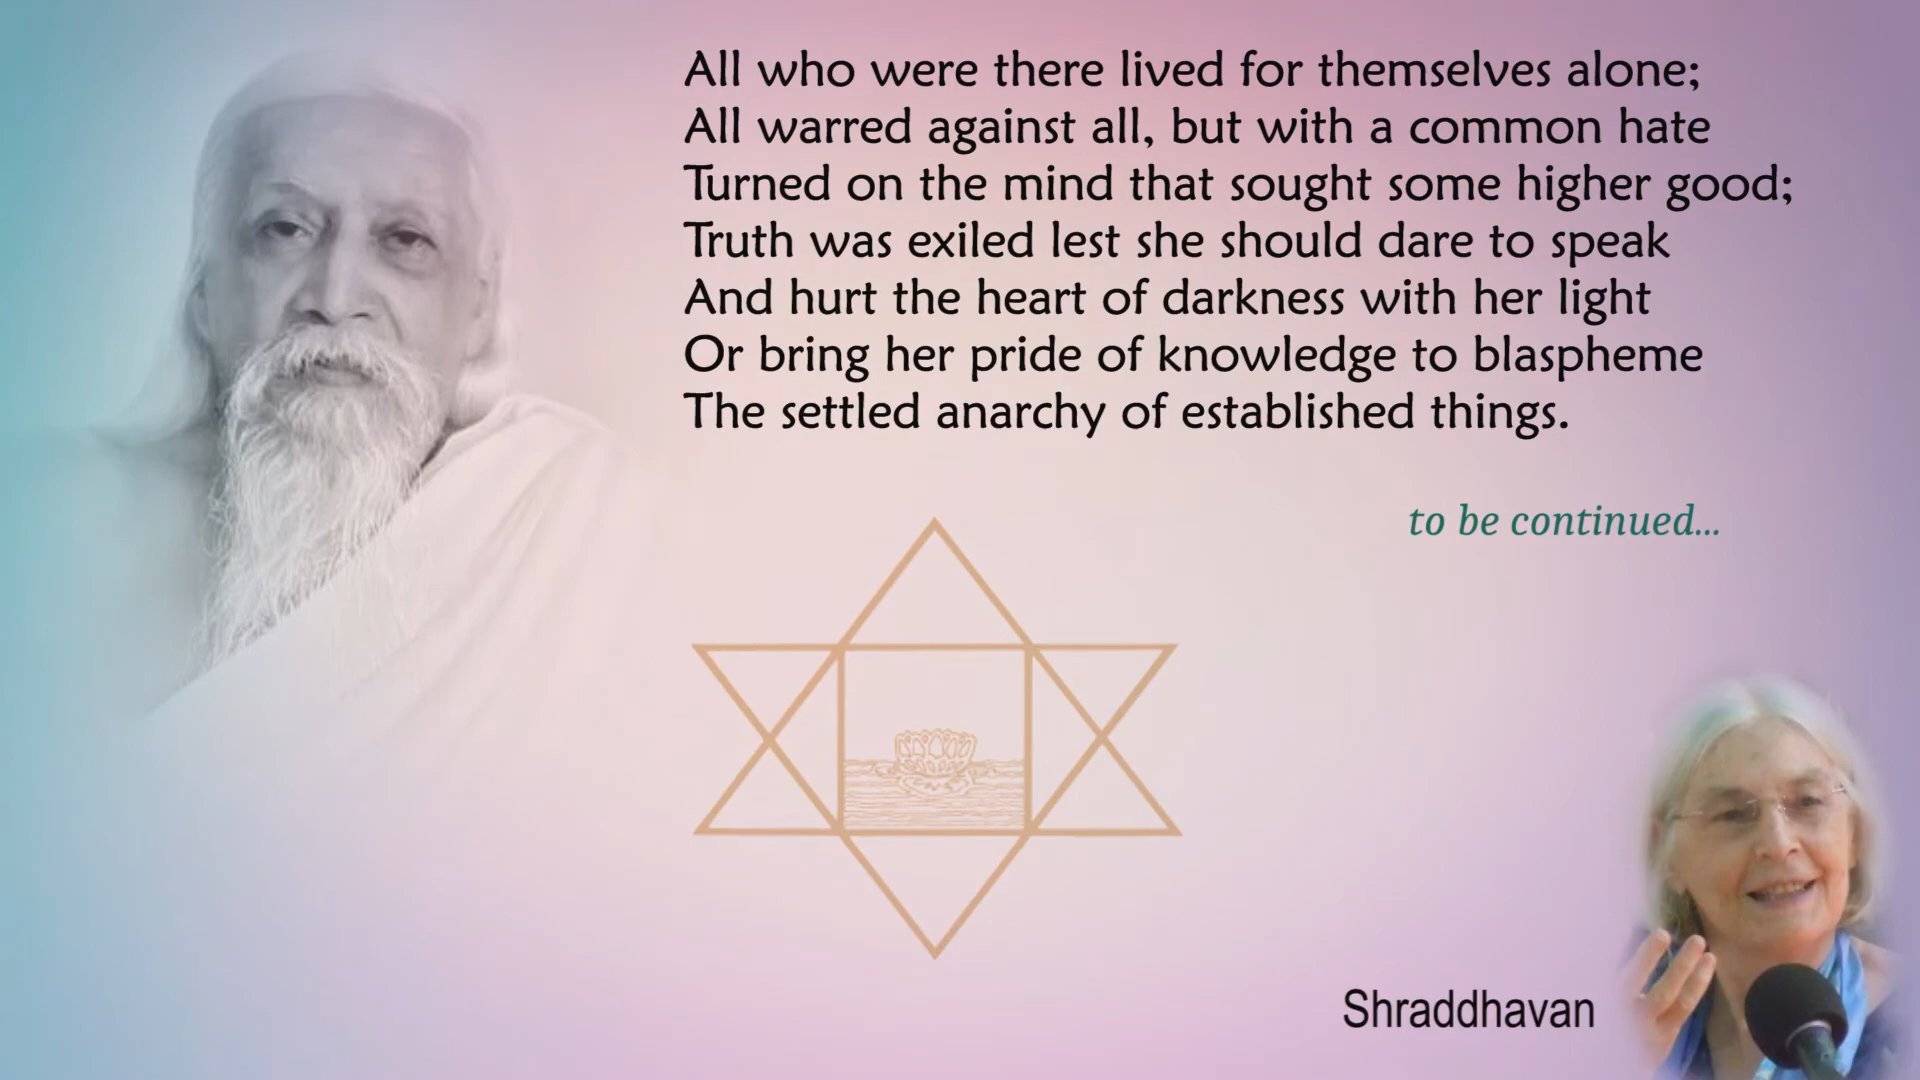 All who were there lived for themselves alone;
All warred against all, but with a common hate
Turned on the mind that sought some higher good;
Truth was exiled lest she should dare to speak
And hurt the heart of darkness with her light
Or bring her pride of knowledge to blaspheme
The settled anarchy of established things.
to be continued...
Shraddhavan